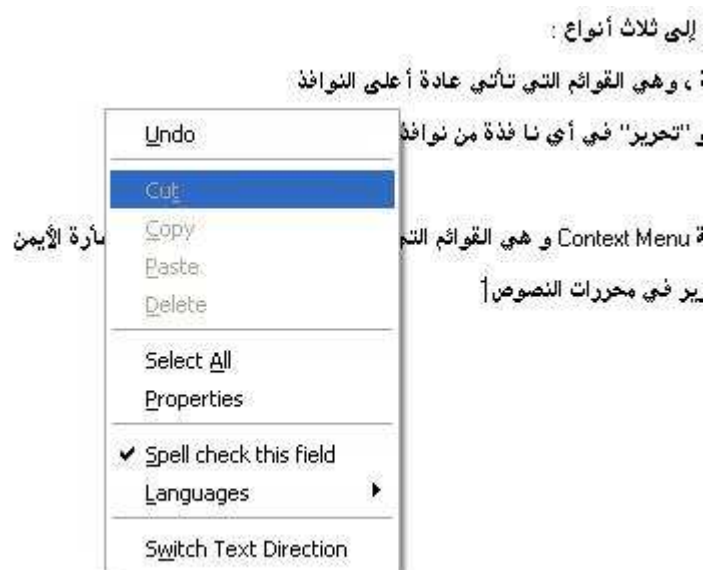 إلى ثلاث أنواع :
، وهي القوائم التي تأتي عادة أعلى النوافذ
"تحرير" في أي نا فذة من نوافذ
Context Menu و هي القوائم
الأيمن
في محررات النصوص
Undo
Cut
Copy
Paste
Delete
Select All
Properties
✔ Spell check this field
Languages
Switch Text Direction